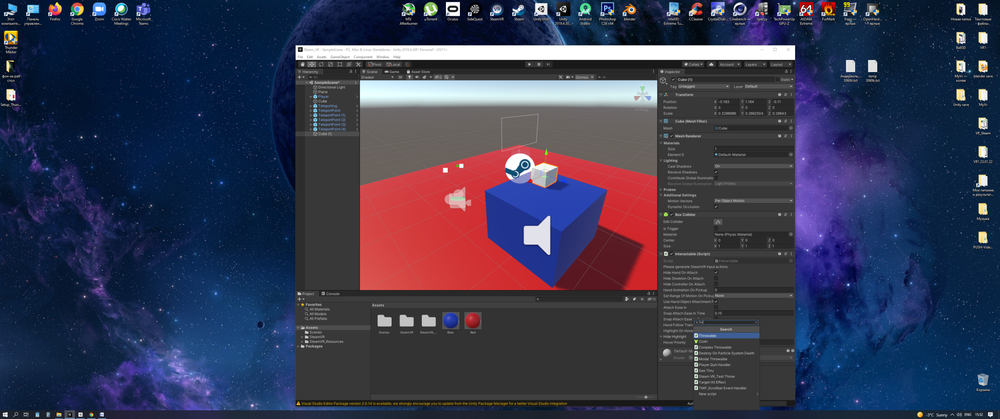 Этот компьюте...
Панель управлен...
Firefox
Google Chrome
Zoom
Cisco Webex Meetings
Microsoft Teams
MSI Afterburner
µTorrent
Oculus
SideQuest
SteamVR
Steam
Unity Hub
Unity 2019.4.30...
Android Studio
Photoshop CS6 x64
blender
Intel(R) Extreme Tu...
CCleaner
CrystalDiskI...
Cinebench — ярлык
Speccy
TechPowerUp GPU-Z
AIDA64 Extreme
FurMark
fraps — ярлык
OpenHard... — ярлык
Новая папка
Текстовые файлы
Thunder Master
фон на раб стол
Setup_Thun...
Ball3D
VR1
Андерволь... 3060ti.txt
temp 3060ti.txt
MyVr — копия
blender save
Unity save
MyVr
VR_Steam
VR1.23.01.22
Мое питание и результат...
Музыка
PUSH-Vide...
Корзина
Steam_VR - SampleScene - PC, Mac & Linux Standalone - Unity 2019.4.30f1 Personal* <DX11>
File Edit Assets GameObject Component Window Help
Pivot Local
Collab Account Layers Layout
Hierarchy
All
SampleScene*
Directional Light
Plane
Player
Cube
Teleporting
TeleportPoint
TeleportPoint (1)
TeleportPoint (2)
TeleportPoint (3)
TeleportPoint (4)
Cube (1)
Scene Game Asset Store
Shaded 2D 0 Gizmos All
Persp
Inspector
Cube (1) Static
Tag Untagged Layer Default
Transform
Position X -0.183 Y 1.164 Z -0.11
Rotation X 0 Y 0 Z 0
Scale X 0.3296986 Y 0.2662504 Z 0.28843
Cube (Mesh Filter)
Mesh Cube
Mesh Renderer
Materials
Size 1
Element 0 Default-Material
Lighting
Cast Shadows On
Receive Shadows
Contribute Global Illuminatio
Receive Global Illumination Light Probes
Probes
Additional Settings
Motion Vectors Per Object Motion
Dynamic Occlusion
Box Collider
Edit Collider
Is Trigger
Material None (Physic Material)
Center X 0 Y 0 Z 0
Size X 1 Y 1 Z 1
Interactable (Script)
Script Interactable
Please generate SteamVR Input actions
Hide Hand On Attach
Hide Skeleton On Attach
Hide Controller On Attach
Hand Animation On Pickup 0
Set Range Of Motion On Pickup None
Use Hand Object Attachment P
Attach Ease In
Snap Attach Ease In Time 0.15
Snap Attach Ease In Complete
Hand Follow Tran
Highlight On Hove
Hide Highlight
Hover Priority
Default-Ma
Shader St
TH
Search
Throwable
Cloth
Complex Throwable
Destroy On Particle System Death
Modal Throwable
Player Quit Handler
See Thru
Steam VR_Test Throw
Target Hit Effect
TMP_Scrollbar Event Handler
New script
Project Console
11
Favorites
All Materials
All Models
All Prefabs
Assets
Scenes
SteamVR
SteamVR_Resources
Packages
Assets
Scenes
SteamVR
SteamVR_...
Blue
Red
Visual Studio Editor Package version 2.0.14 is available, we strongly encourage you to update from the Unity Package Manager for a better Visual Studio integration
Aut
-3°C Sunny ENG 15:52